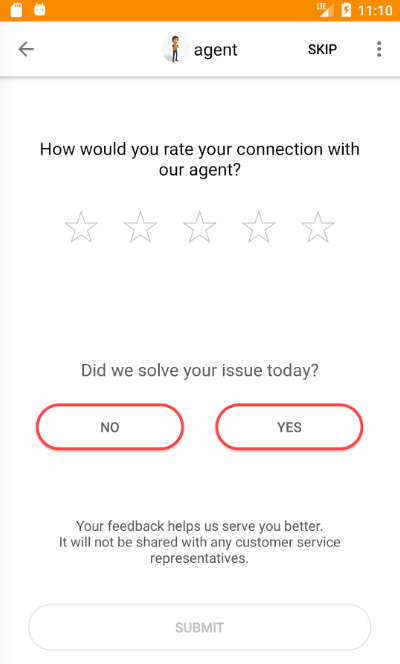 LTE 11:10
agent SKIP
How would you rate your connection with
our agent?
Did we solve your issue today?
NO YES
Your feedback helps us serve you better.
It will not be shared with any customer service
representatives.
SUBMIT